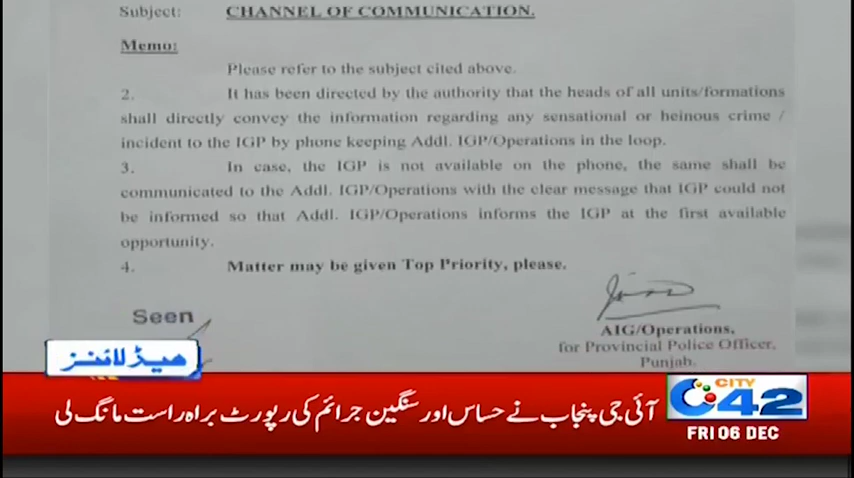 Subject: CHANNEL OF COMMUNICATION.
Memo:
Please refer to the subject cited above.
2. It has been directed by the authority that the heads of all units/formations
shall directly convey the information regarding any sensational or heinous crime /
incident to the IGP by phone keeping Addl. IGP/Operations in the loop.
3. In case, the IGP is not available on the phone, the same shall be
communicated to the Addl. IGP/Operations with the clear message that IGP could not
be informed so that Addl. IGP/Operations informs the IGP at the first available
opportunity.
4. Matter may be given Top Priority, please.
Seen
AIG/Operations,
for Provincial Police Officer,
Punjab.
ہیڈلائنز
آئی جی پنجاب نے حساس اور سنگین جرائم کی رپورٹ براہ راست مانگ لی
CITY
42
FRI 06 DEC